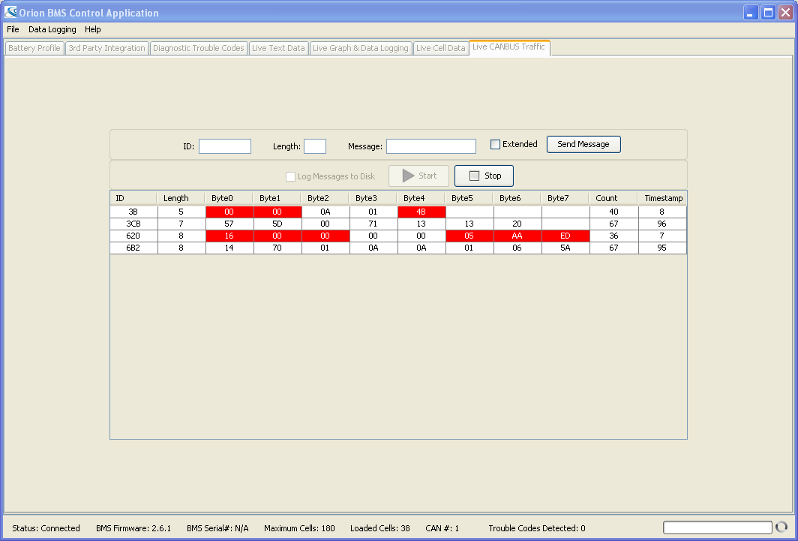 Orion BMS Control Application
File Data Logging Help
Battery Profile 3rd Party Integration Diagnostic Trouble Codes Live Text Data Live Graph & Data Logging Live Cell Data Live CANBUS Traffic
ID: Length: Message: Extended Send Message
Log Messages to Disk Start Stop
ID Length Byte0 Byte1 Byte2 Byte3 Byte4 Byte5 Byte6 Byte7 Count Timestamp
3B 5 00 00 0A 01 4B 40 8
3CB 7 57 5D 00 71 13 13 20 67 96
620 8 16 00 00 00 00 05 AA ED 36 7
6B2 8 14 70 01 0A 0A 01 06 5A 67 95
Status: Connected BMS Firmware: 2.6.1 BMS Serial#: N/A Maximum Cells: 180 Loaded Cells: 38 CAN #: 1 Trouble Codes Detected: 0